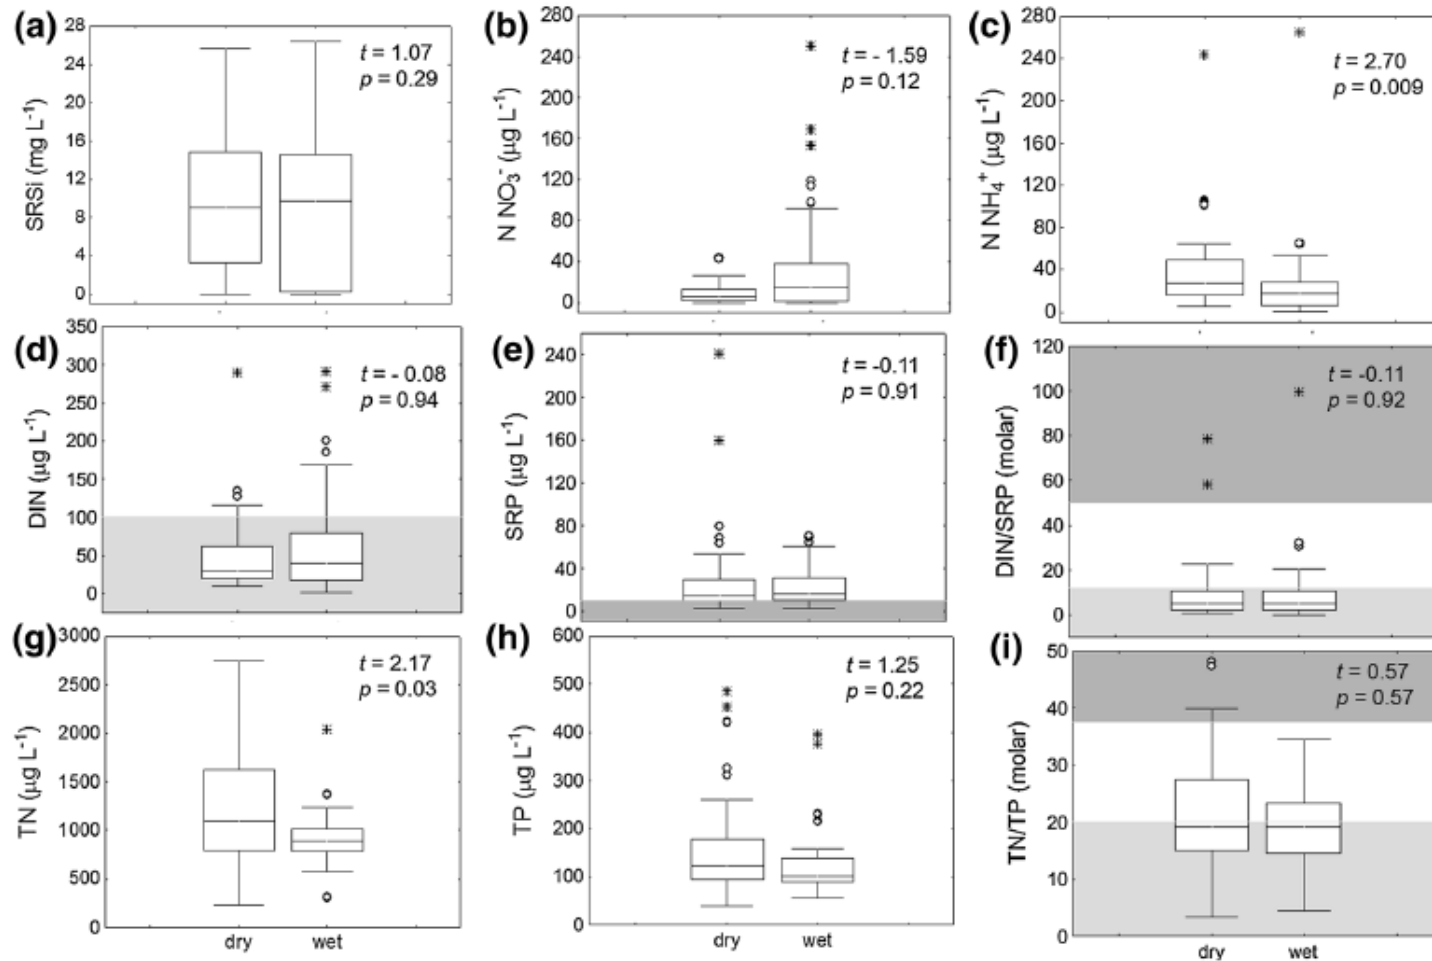 (a)
SRSi (mg L⁻¹)
28
24
20
16
12
8
4
0
t = 1.07
p = 0.29
(b)
N NO₃⁻ (µg L⁻¹)
280
240
200
160
120
80
40
0
t = - 1.59
p = 0.12
(c)
N NH₄⁺ (µg L⁻¹)
280
240
200
160
120
80
40
0
t = 2.70
p = 0.009
(d)
DIN (µg L⁻¹)
350
300
250
200
150
100
50
0
t = - 0.08
p = 0.94
(e)
SRP (µg L⁻¹)
240
200
160
120
80
40
0
t = -0.11
p = 0.91
(f)
DIN/SRP (molar)
120
100
80
60
40
20
0
t = -0.11
p = 0.92
(g)
TN (µg L⁻¹)
3000
2500
2000
1500
1000
500
0
t = 2.17
p = 0.03
dry wet
(h)
TP (µg L⁻¹)
600
500
400
300
200
100
0
t = 1.25
p = 0.22
dry wet
(i)
TN/TP (molar)
50
40
30
20
10
0
t = 0.57
p = 0.57
dry wet